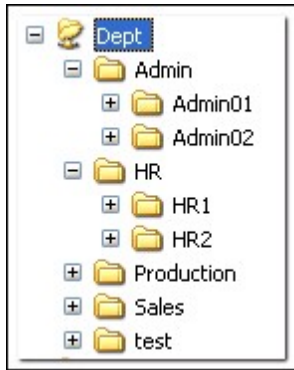 Dept
Admin
Admin01
Admin02
HR
HR1
HR2
Production
Sales
test